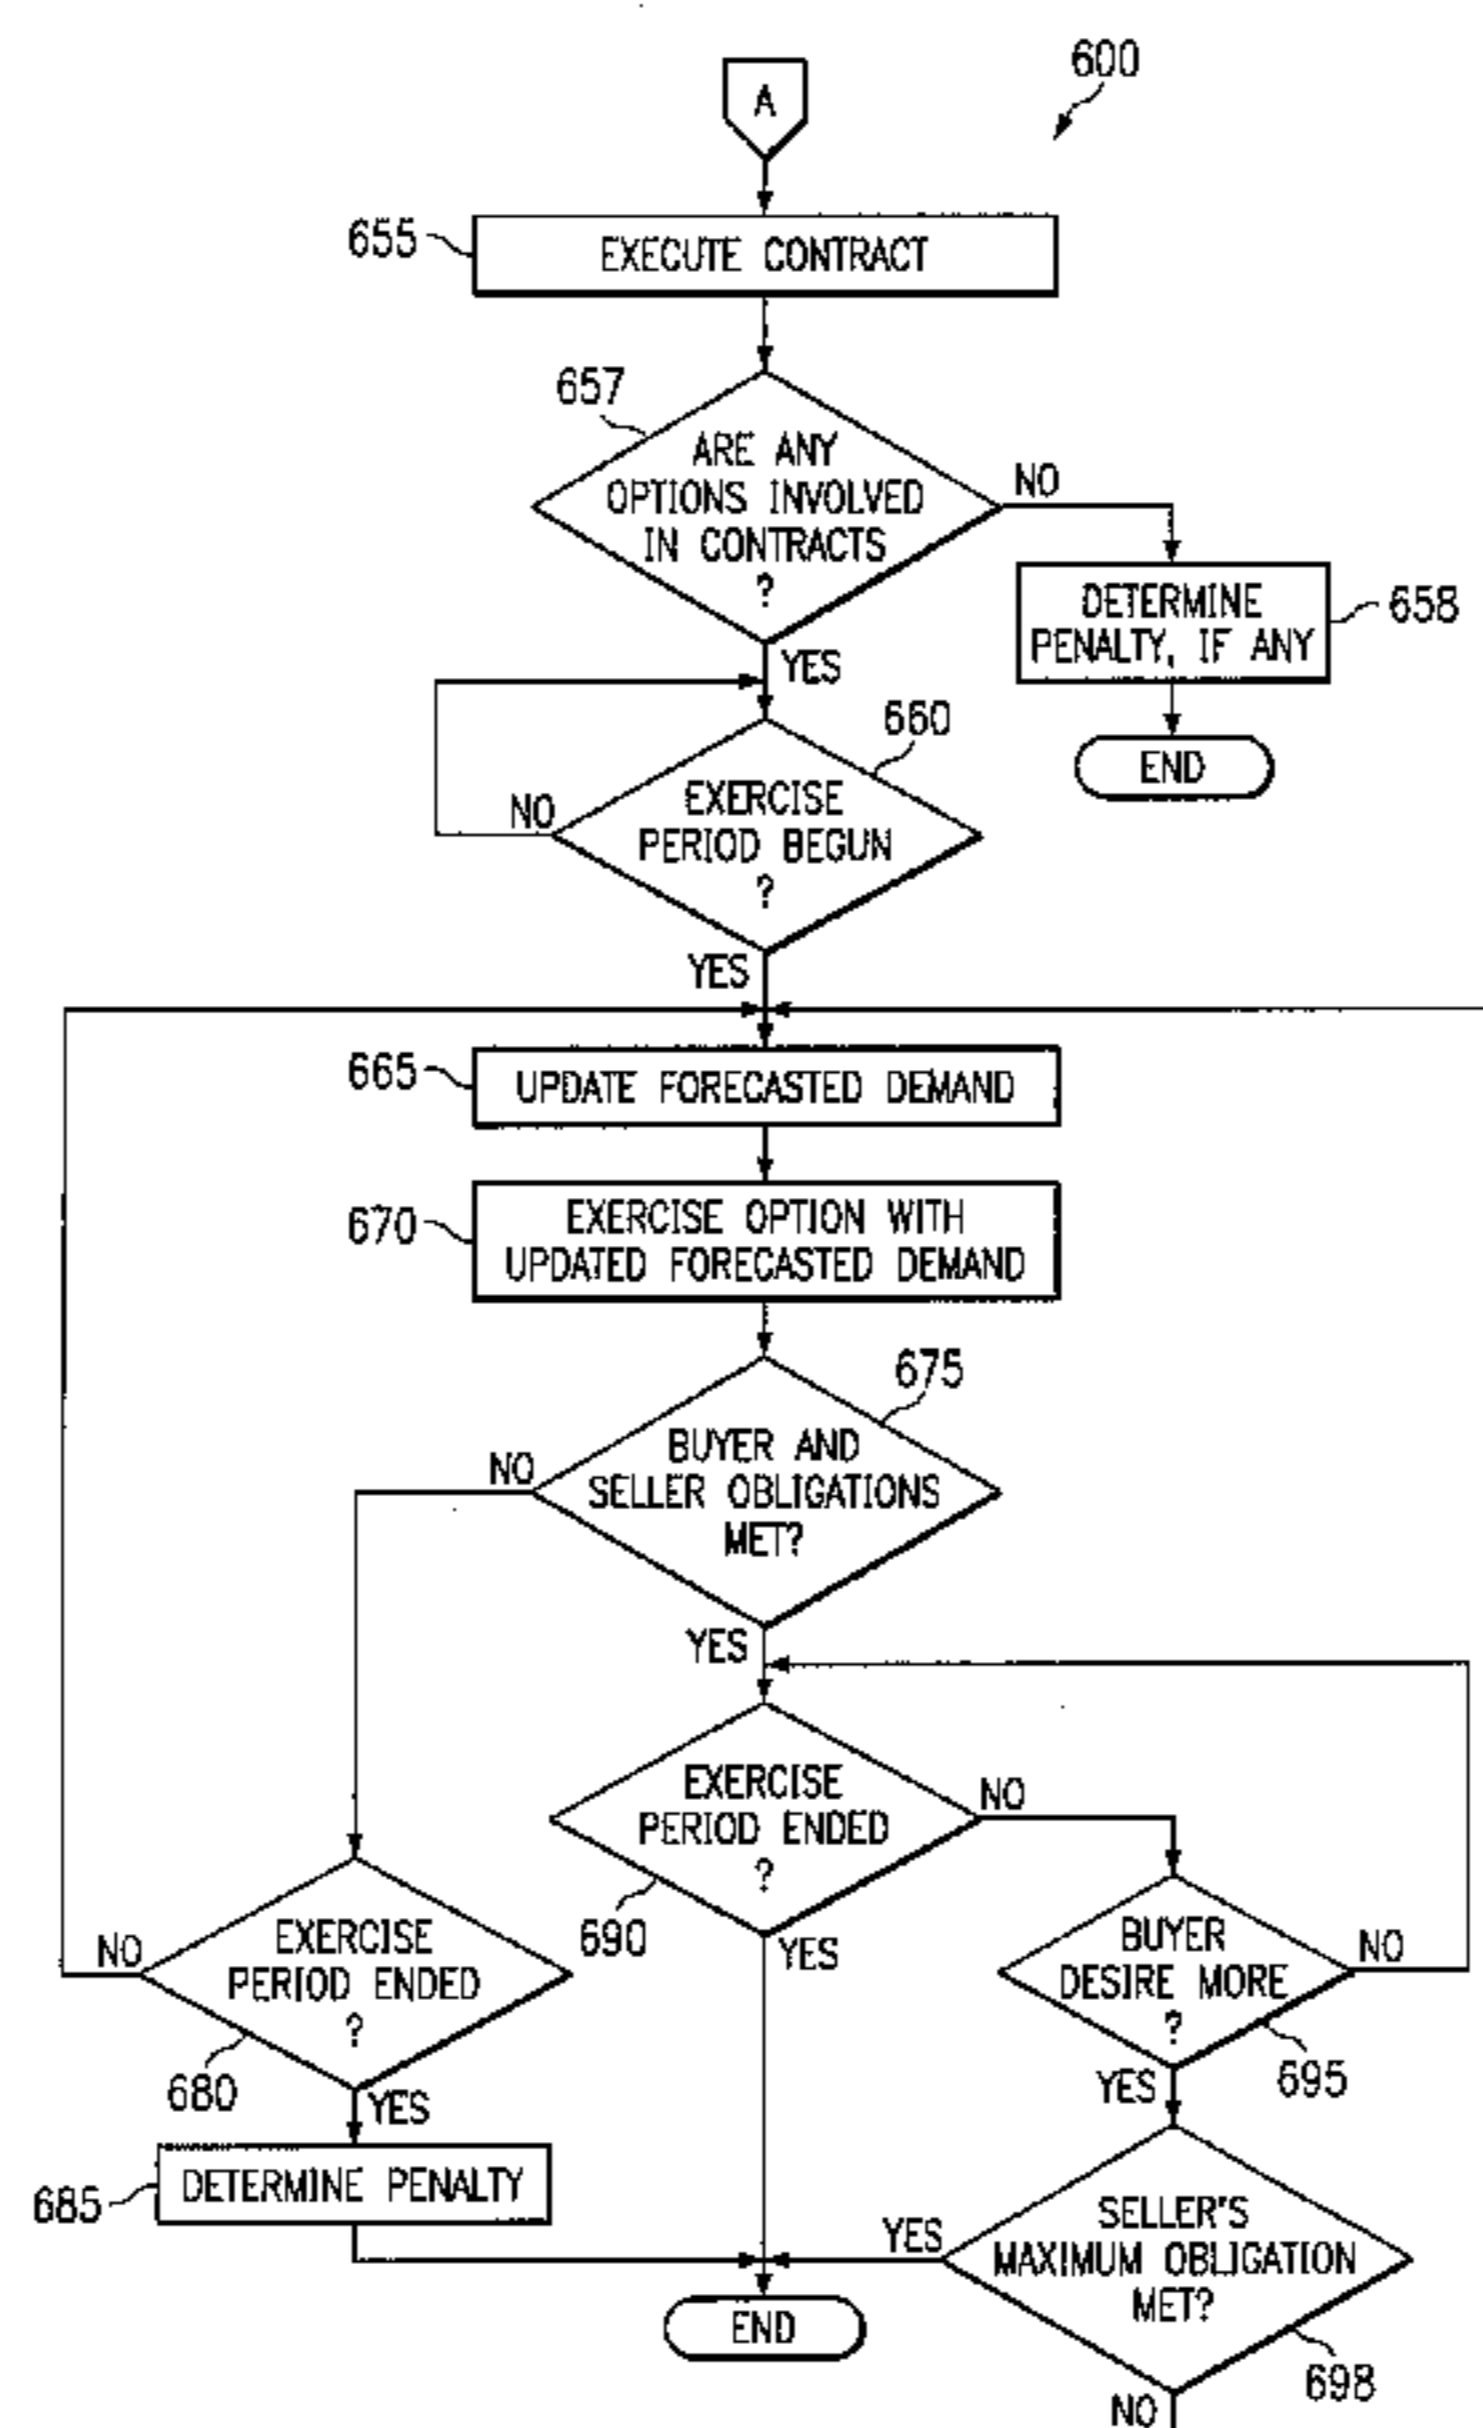 600
A
655
EXECUTE CONTRACT
657
ARE ANY
OPTIONS INVOLVED
IN CONTRACTS
?
NO
DETERMINE
PENALTY, IF ANY
658
YES
END
660
EXERCISE
PERIOD BEGUN
?
NO
YES
665
UPDATE FORECASTED DEMAND
670
EXERCISE OPTION WITH
UPDATED FORECASTED DEMAND
675
BUYER AND
SELLER OBLIGATIONS
MET?
NO
YES
EXERCISE
PERIOD ENDED
?
NO
690
YES
EXERCISE
PERIOD ENDED
?
NO
680
YES
BUYER
DESIRE MORE
?
NO
695
YES
685
DETERMINE PENALTY
SELLER'S
MAXIMUM OBLIGATION
MET?
YES
698
NO
END